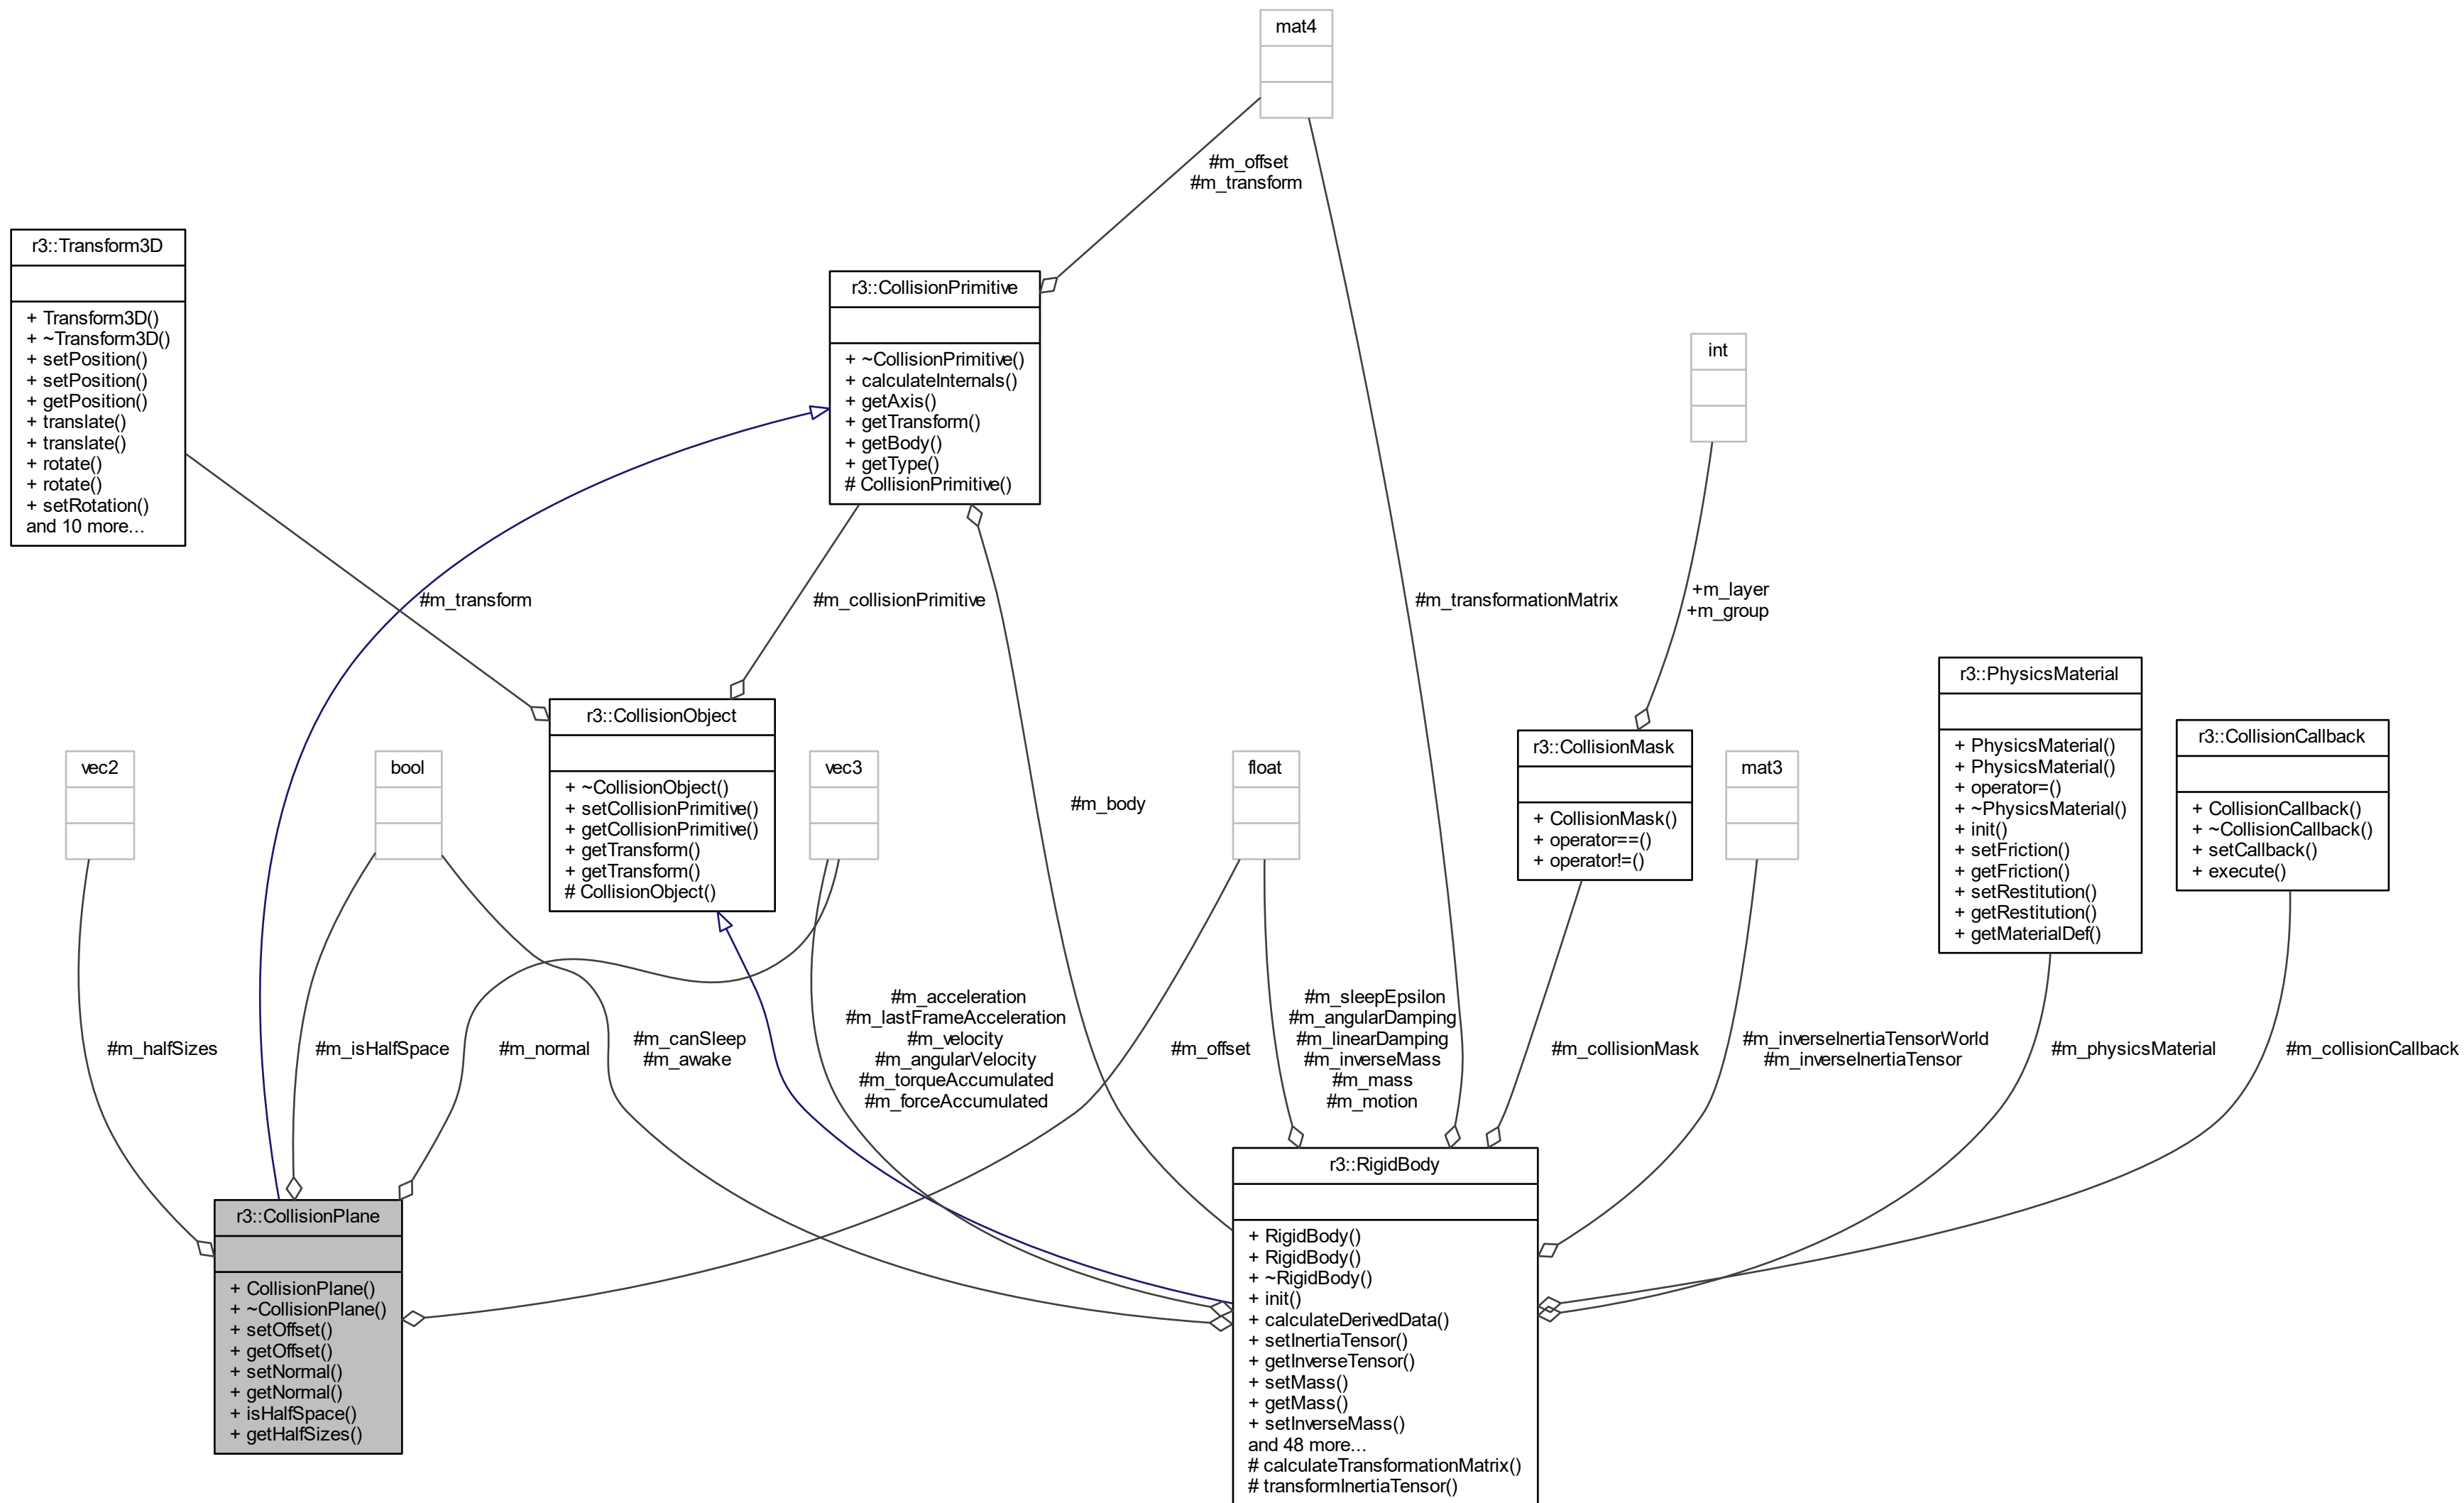 mat4
#m_offset
#m_transform
r3::Transform3D
+ Transform3D()
+ ~Transform3D()
+ setPosition()
+ setPosition()
+ getPosition()
+ translate()
+ translate()
+ rotate()
+ rotate()
+ setRotation()
and 10 more...
r3::CollisionPrimitive
+ ~CollisionPrimitive()
+ calculateInternals()
+ getAxis()
+ getTransform()
+ getBody()
+ getType()
# CollisionPrimitive()
int
#m_transform
#m_collisionPrimitive
#m_transformationMatrix
+m_layer
+m_group
r3::CollisionObject
+ ~CollisionObject()
+ setCollisionPrimitive()
+ getCollisionPrimitive()
+ getTransform()
+ getTransform()
# CollisionObject()
vec2
bool
vec3
#m_body
float
r3::CollisionMask
+ CollisionMask()
+ operator==()
+ operator!=()
mat3
r3::PhysicsMaterial
+ PhysicsMaterial()
+ PhysicsMaterial()
+ operator=()
+ ~PhysicsMaterial()
+ init()
+ setFriction()
+ getFriction()
+ setRestitution()
+ getRestitution()
+ getMaterialDef()
r3::CollisionCallback
+ CollisionCallback()
+ ~CollisionCallback()
+ setCallback()
+ execute()
#m_halfSizes
#m_isHalfSpace
#m_normal
#m_canSleep
#m_awake
#m_acceleration
#m_lastFrameAcceleration
#m_velocity
#m_angularVelocity
#m_torqueAccumulated
#m_forceAccumulated
#m_offset
#m_sleepEpsilon
#m_angularDamping
#m_linearDamping
#m_inverseMass
#m_mass
#m_motion
#m_collisionMask
#m_inverseInertiaTensorWorld
#m_inverseInertiaTensor
#m_physicsMaterial
#m_collisionCallback
r3::CollisionPlane
+ CollisionPlane()
+ ~CollisionPlane()
+ setOffset()
+ getOffset()
+ setNormal()
+ getNormal()
+ isHalfSpace()
+ getHalfSizes()
r3::RigidBody
+ RigidBody()
+ RigidBody()
+ ~RigidBody()
+ init()
+ calculateDerivedData()
+ setInertiaTensor()
+ getInverseTensor()
+ setMass()
+ getMass()
+ setInverseMass()
and 48 more...
# calculateTransformationMatrix()
# transformInertiaTensor()